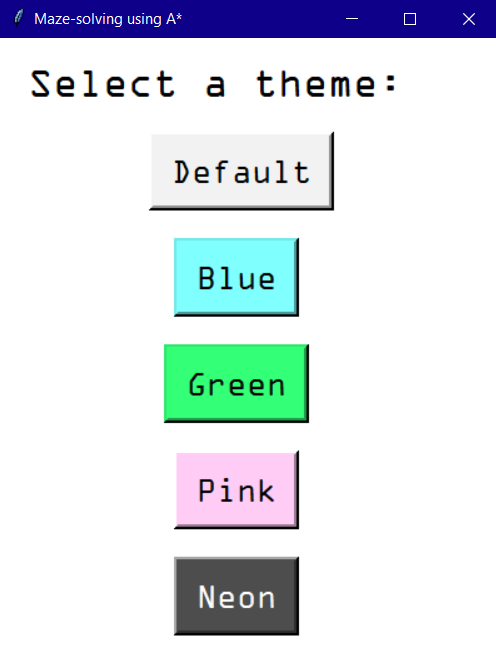 Maze-solving using A*
Select a theme:
Default
Blue
Green
Pink
Neon